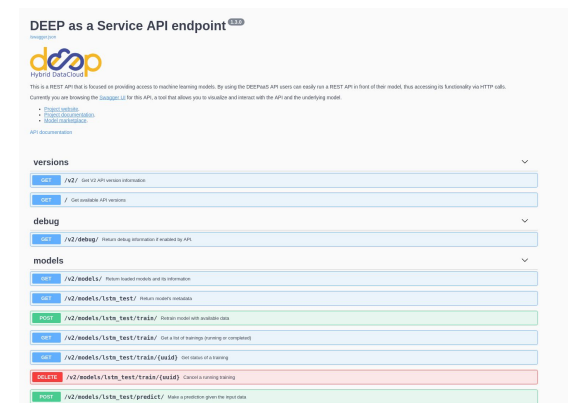 DEEP as a Service API endpoint 1.3.0
swagger.json
deep
Hybrid DataCloud
This is a REST API that is focused on providing access to machine learning models. By using the DEEPaaS API users can easily run a REST API in front of their model, thus accessing its functionality via HTTP calls.
Currently you are browsing the Swagger UI for this API, a tool that allows you to visualize and interact with the API and the underlying model.
Project website.
Project documentation.
Model marketplace.
API documentation
versions
GET /v2/ Get V2 API version information
GET / Get available API versions
debug
GET /v2/debug/ Return debug information if enabled by API.
models
GET /v2/models/ Return loaded models and its information
GET /v2/models/lstm_test/ Return model's metadata
POST /v2/models/lstm_test/train/ Retrain model with available data
GET /v2/models/lstm_test/train/ Get a list of trainings (running or completed)
GET /v2/models/lstm_test/train/{uuid} Get status of a training
DELETE /v2/models/lstm_test/train/{uuid} Cancel a running training
POST /v2/models/lstm_test/predict/ Make a prediction given the input data